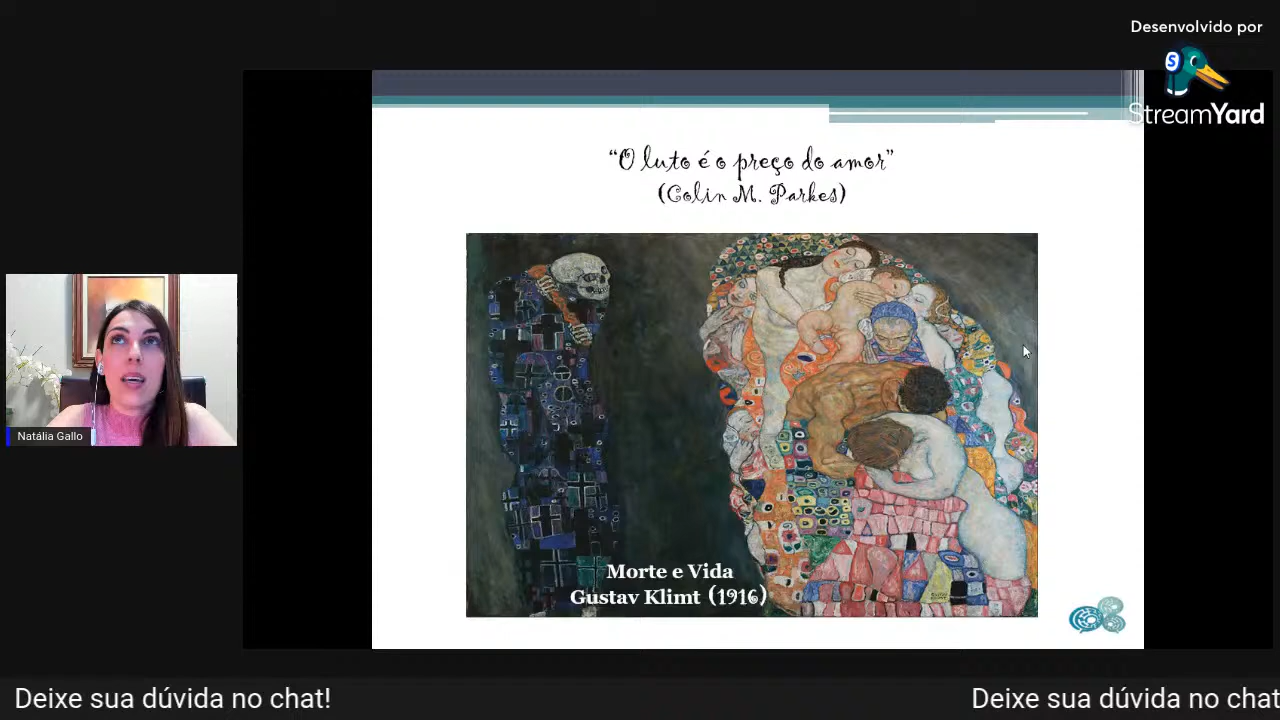 Desenvolvido por
StreamYard
“O luto é o preço do amor”
(Colin M. Parkes)
Natália Gallo
Morte e Vida
Gustav Klimt (1916)
Deixe sua dúvida no chat!
Deixe sua dúvida no chat